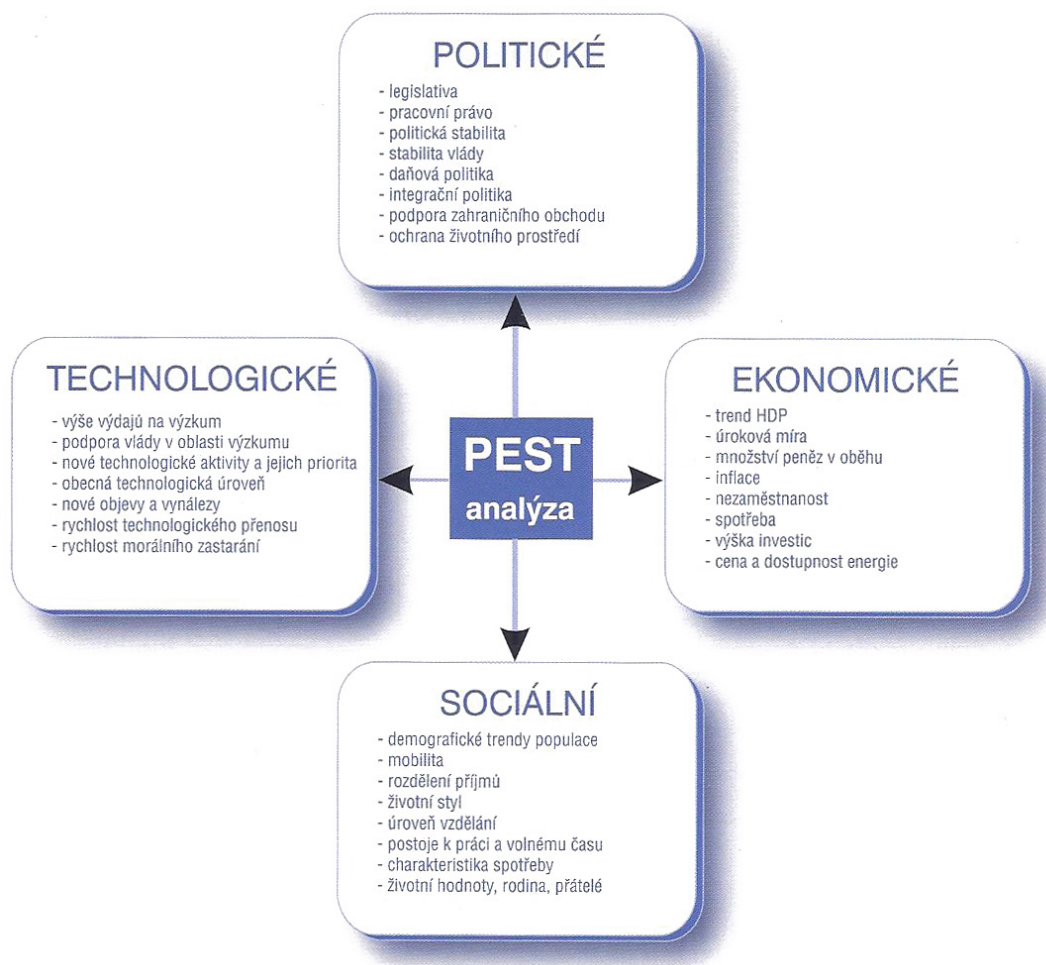 POLITICKÉ
- legislativa
- pracovní právo
- politická stabilita
- stabilita vlády
- daňová politika
- integrační politika
- podpora zahraničního obchodu
- ochrana životního prostředí
TECHNOLOGICKÉ
- výše výdajů na výzkum
- podpora vlády v oblasti výzkumu
- nové technologické aktivity a jejich priorita
- obecná technologická úroveň
- nové objevy a vynálezy
- rychlost technologického přenosu
- rychlost morálního zastarání
PEST
analýza
EKONOMICKÉ
- trend HDP
- úroková míra
- množství peněz v oběhu
- inflace
- nezaměstnanost
- spotřeba
- výška investic
- cena a dostupnost energie
SOCIÁLNÍ
- demografické trendy populace
- mobilita
- rozdělení příjmů
- životní styl
- úroveň vzdělání
- postoje k práci a volnému času
- charakteristika spotřeby
- životní hodnoty, rodina, přátelé